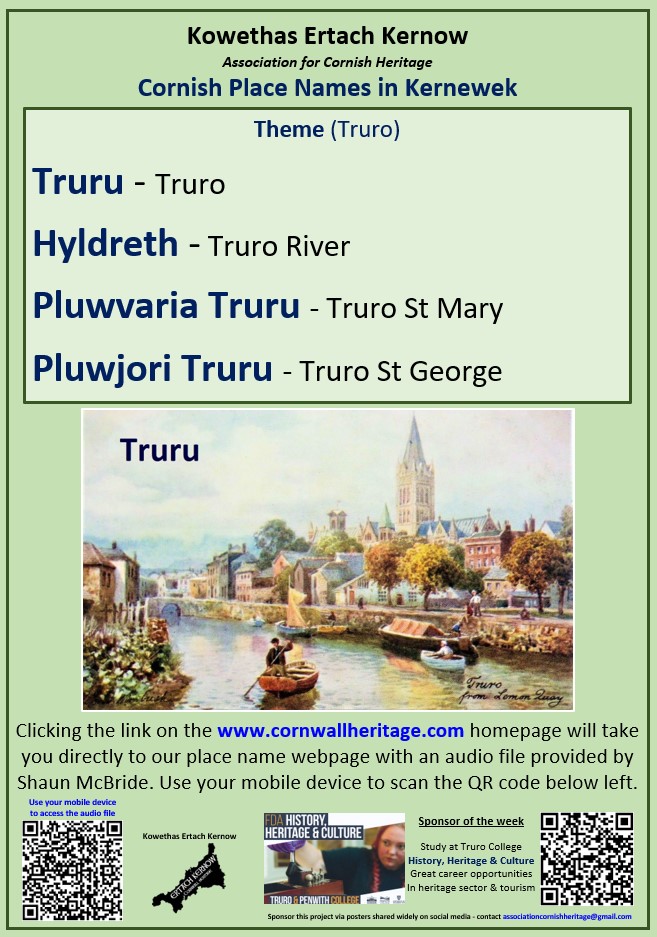 Kowethas Ertach Kernow
Association for Cornish Heritage
Cornish Place Names in Kernewek
Theme (Truro)
Truru - Truro
Hyldreth - Truro River
Pluwvaria Truru - Truro St Mary
Pluwjori Truru - Truro St George
Truru
Truro
from Lemon Quay
Clicking the link on the www.cornwallheritage.com homepage will take
you directly to our place name webpage with an audio file provided by
Shaun McBride. Use your mobile device to scan the QR code below left.
Use your mobile device
to access the audio file
Kowethas Ertach Kernow
ERTACH KERNOW
FDA HISTORY,
HERITAGE & CULTURE
TRURO & PENWITH COLLEGE
Sponsor of the week
Study at Truro College
History, Heritage & Culture
Great career opportunities
In heritage sector & tourism
Sponsor this project via posters shared widely on social media - contact associationcornishheritage@gmail.com